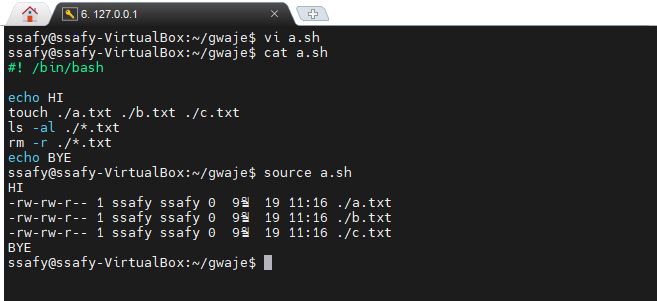 6. 127.0.0.1
ssafy@ssafy-VirtualBox:~/gwaje$ vi a.sh
ssafy@ssafy-VirtualBox:~/gwaje$ cat a.sh
#! /bin/bash
echo HI
touch ./a.txt ./b.txt ./c.txt
ls -al ./*.txt
rm -r ./*.txt
echo BYE
ssafy@ssafy-VirtualBox:~/gwaje$ source a.sh
HI
-rw-rw-r-- 1 ssafy ssafy 0  9월  19 11:16 ./a.txt
-rw-rw-r-- 1 ssafy ssafy 0  9월  19 11:16 ./b.txt
-rw-rw-r-- 1 ssafy ssafy 0  9월  19 11:16 ./c.txt
BYE
ssafy@ssafy-VirtualBox:~/gwaje$